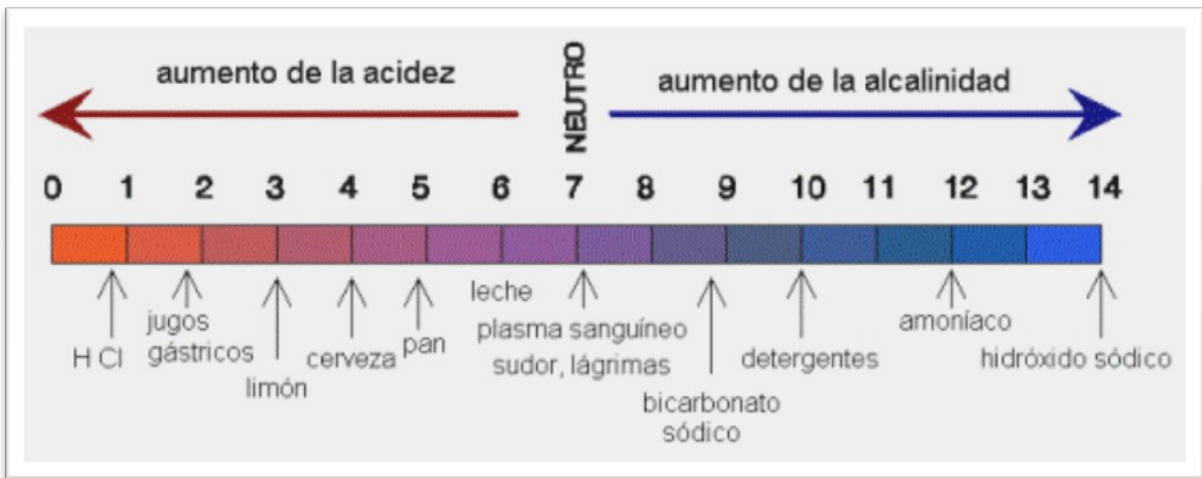 aumento de la acidez
NEUTRO
aumento de la alcalinidad
0 1 2 3 4 5 6 7 8 9 10 11 12 13 14
H Cl
jugos
gástricos
limón
cerveza
pan
leche
plasma sanguíneo
sudor, lágrimas
bicarbonato
sódico
detergentes
amoníaco
hidróxido sódico